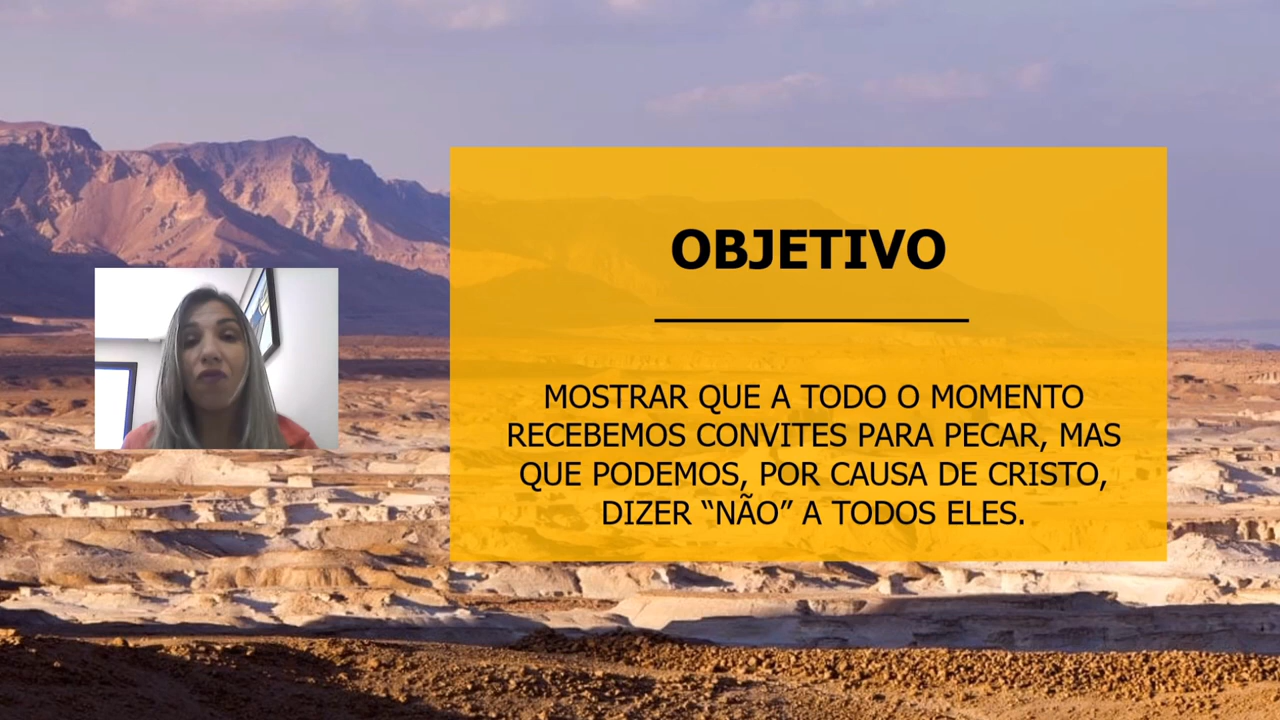 OBJETIVO
MOSTRAR QUE A TODO O MOMENTO
RECEBEMOS CONVITES PARA PECAR, MAS
QUE PODEMOS, POR CAUSA DE CRISTO,
DIZER “NÃO” A TODOS ELES.